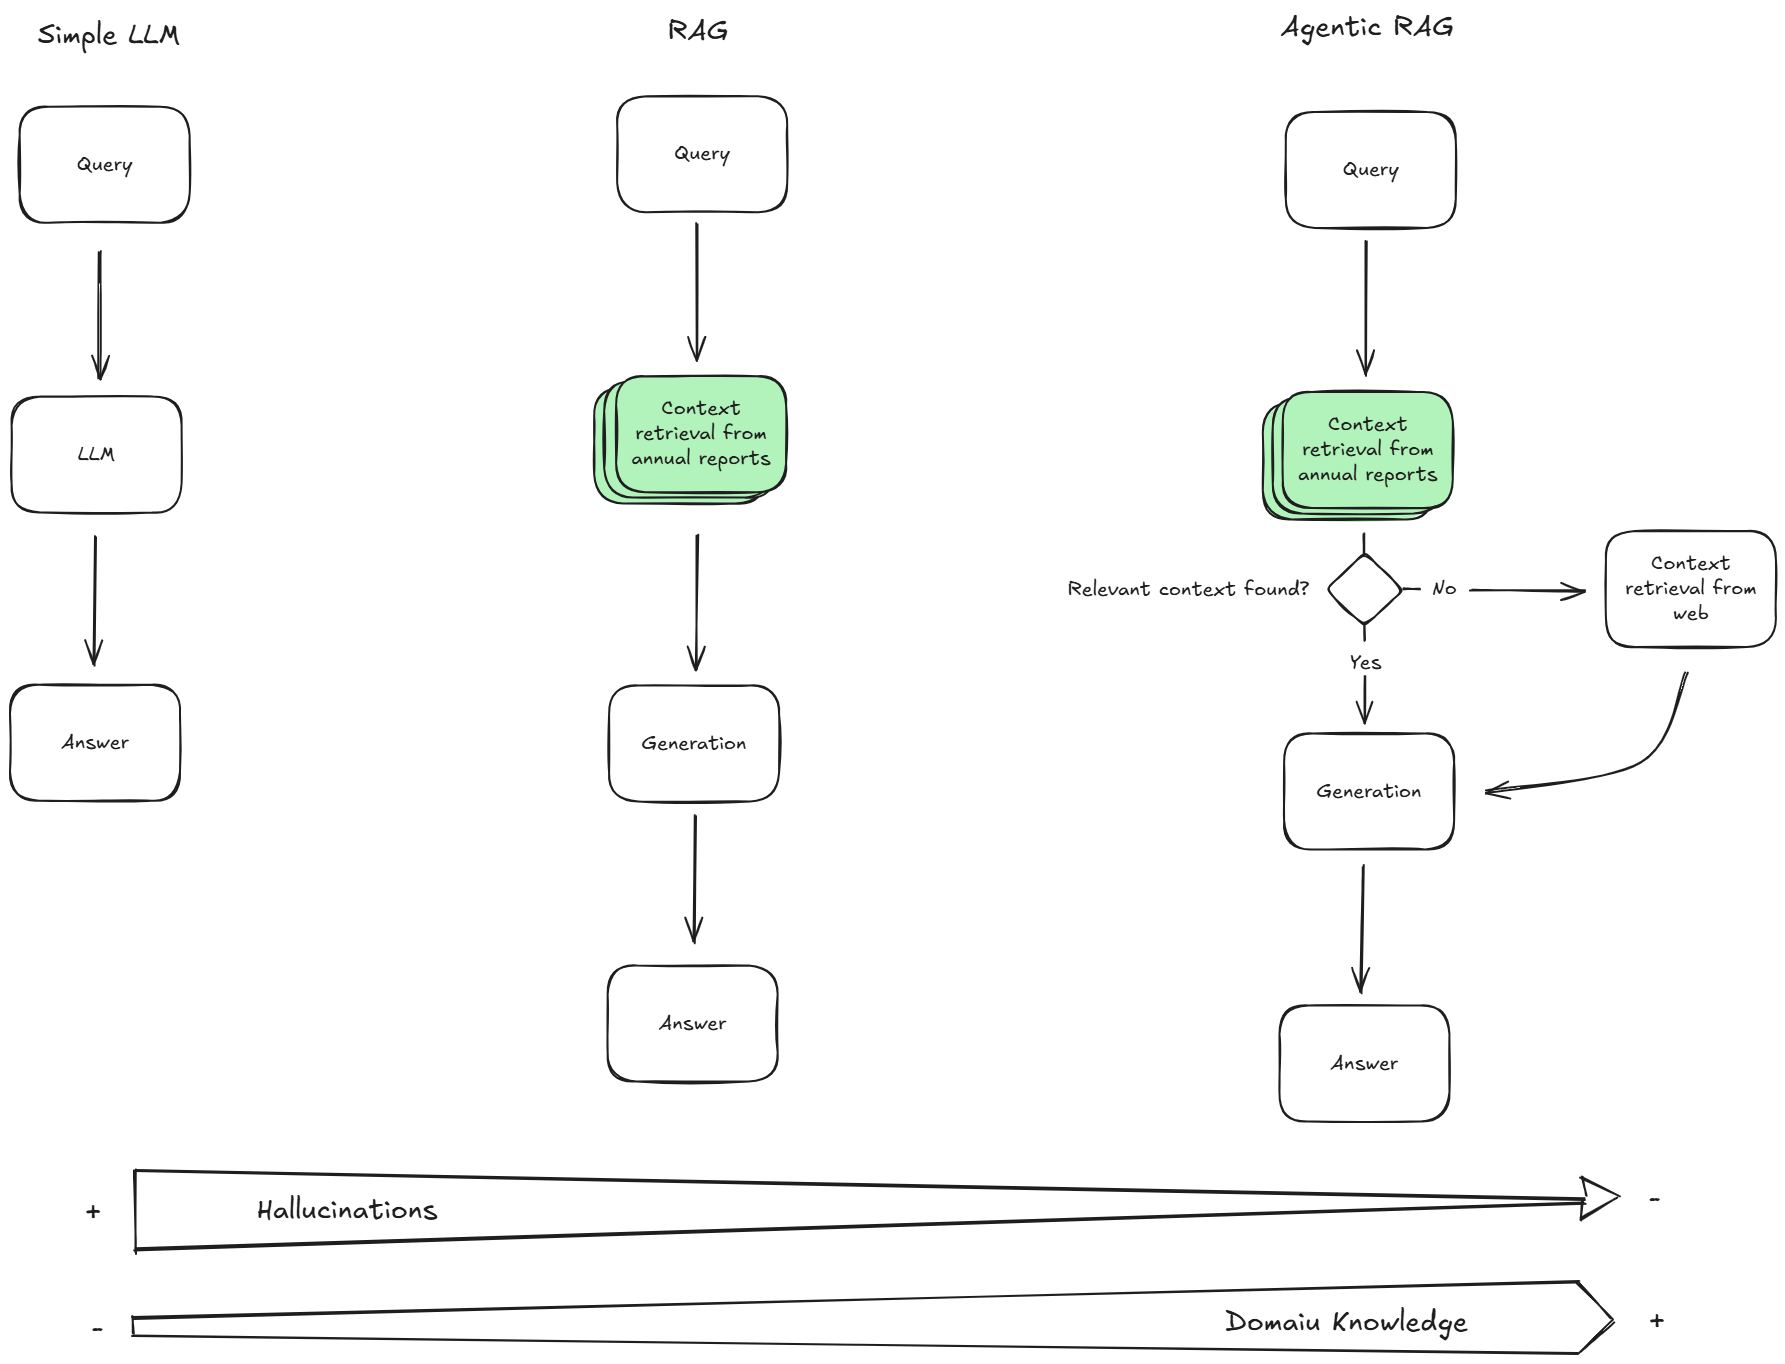 Simple LLM
RAG
Agentic RAG
Query
Query
Query
LLM
Context
retrieval from
annual reports
Context
retrieval from
annual reports
Relevant context found?
No
Context
retrieval from
web
Yes
Answer
Generation
Generation
Answer
Answer
+
Hallucinations
-
-
Domaiu Knowledge
+